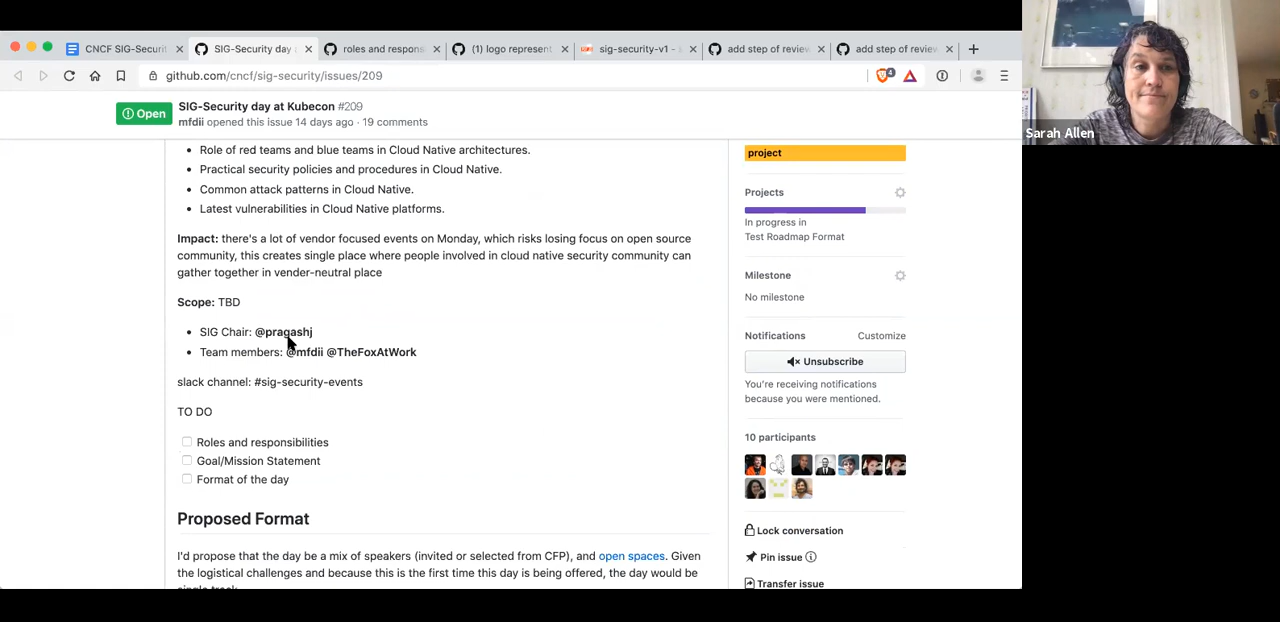 CNCF SIG-Securit
SIG-Security day
roles and respons
(1) logo represent
sig-security-v1 -
add step of review
add step of review
github.com/cncf/sig-security/issues/209
4
Open
SIG-Security day at Kubecon #209
mfdii opened this issue 14 days ago · 19 comments
Sarah Allen
Role of red teams and blue teams in Cloud Native architectures.
Practical security policies and procedures in Cloud Native.
Common attack patterns in Cloud Native.
Latest vulnerabilities in Cloud Native platforms.
Impact: there's a lot of vendor focused events on Monday, which risks losing focus on open source
community, this creates single place where people involved in cloud native security community can
gather together in vender-neutral place
Scope: TBD
SIG Chair: @pragashj
Team members: @mfdii @TheFoxAtWork
slack channel: #sig-security-events
TO DO
Roles and responsibilities
Goal/Mission Statement
Format of the day
Proposed Format
I'd propose that the day be a mix of speakers (invited or selected from CFP), and open spaces. Given
the logistical challenges and because this is the first time this day is being offered, the day would be
single track.
project
Projects
In progress in
Test Roadmap Format
Milestone
No milestone
Notifications
Customize
Unsubscribe
You're receiving notifications
because you were mentioned.
10 participants
Lock conversation
Pin issue
Transfer issue